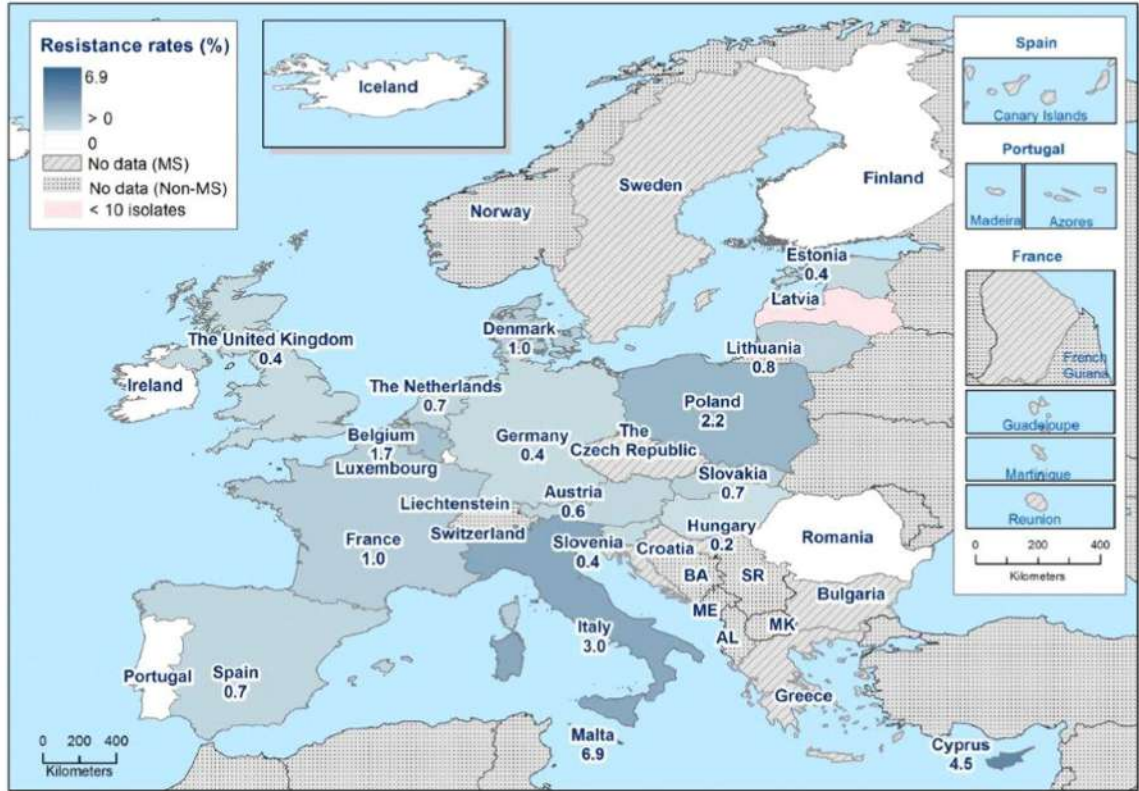 Resistance rates (%)
6.9
> 0
0
No data (MS)
No data (Non-MS)
< 10 isolates
Iceland
Spain
Canary Islands
Portugal
Madeira
Azores
France
French
Guiana
Guadeloupe
Martinique
Reunion
0 200 400
Kilometers
Norway
Sweden
Finland
Estonia
0.4
Latvia
Lithuania
0.8
Denmark
1.0
The United Kingdom
0.4
Ireland
The Netherlands
0.7
Belgium
1.7
Luxembourg
Germany
0.4
Poland
2.2
The
Czech Republic
Slovakia
0.7
Austria
0.6
Liechtenstein
Switzerland
Hungary
0.2
Romania
France
1.0
Slovenia
0.4
Croatia
BA
SR
Bulgaria
ME
MK
AL
Italy
3.0
Portugal
Spain
0.7
Greece
Malta
6.9
Cyprus
4.5
0 200 400
Kilometers